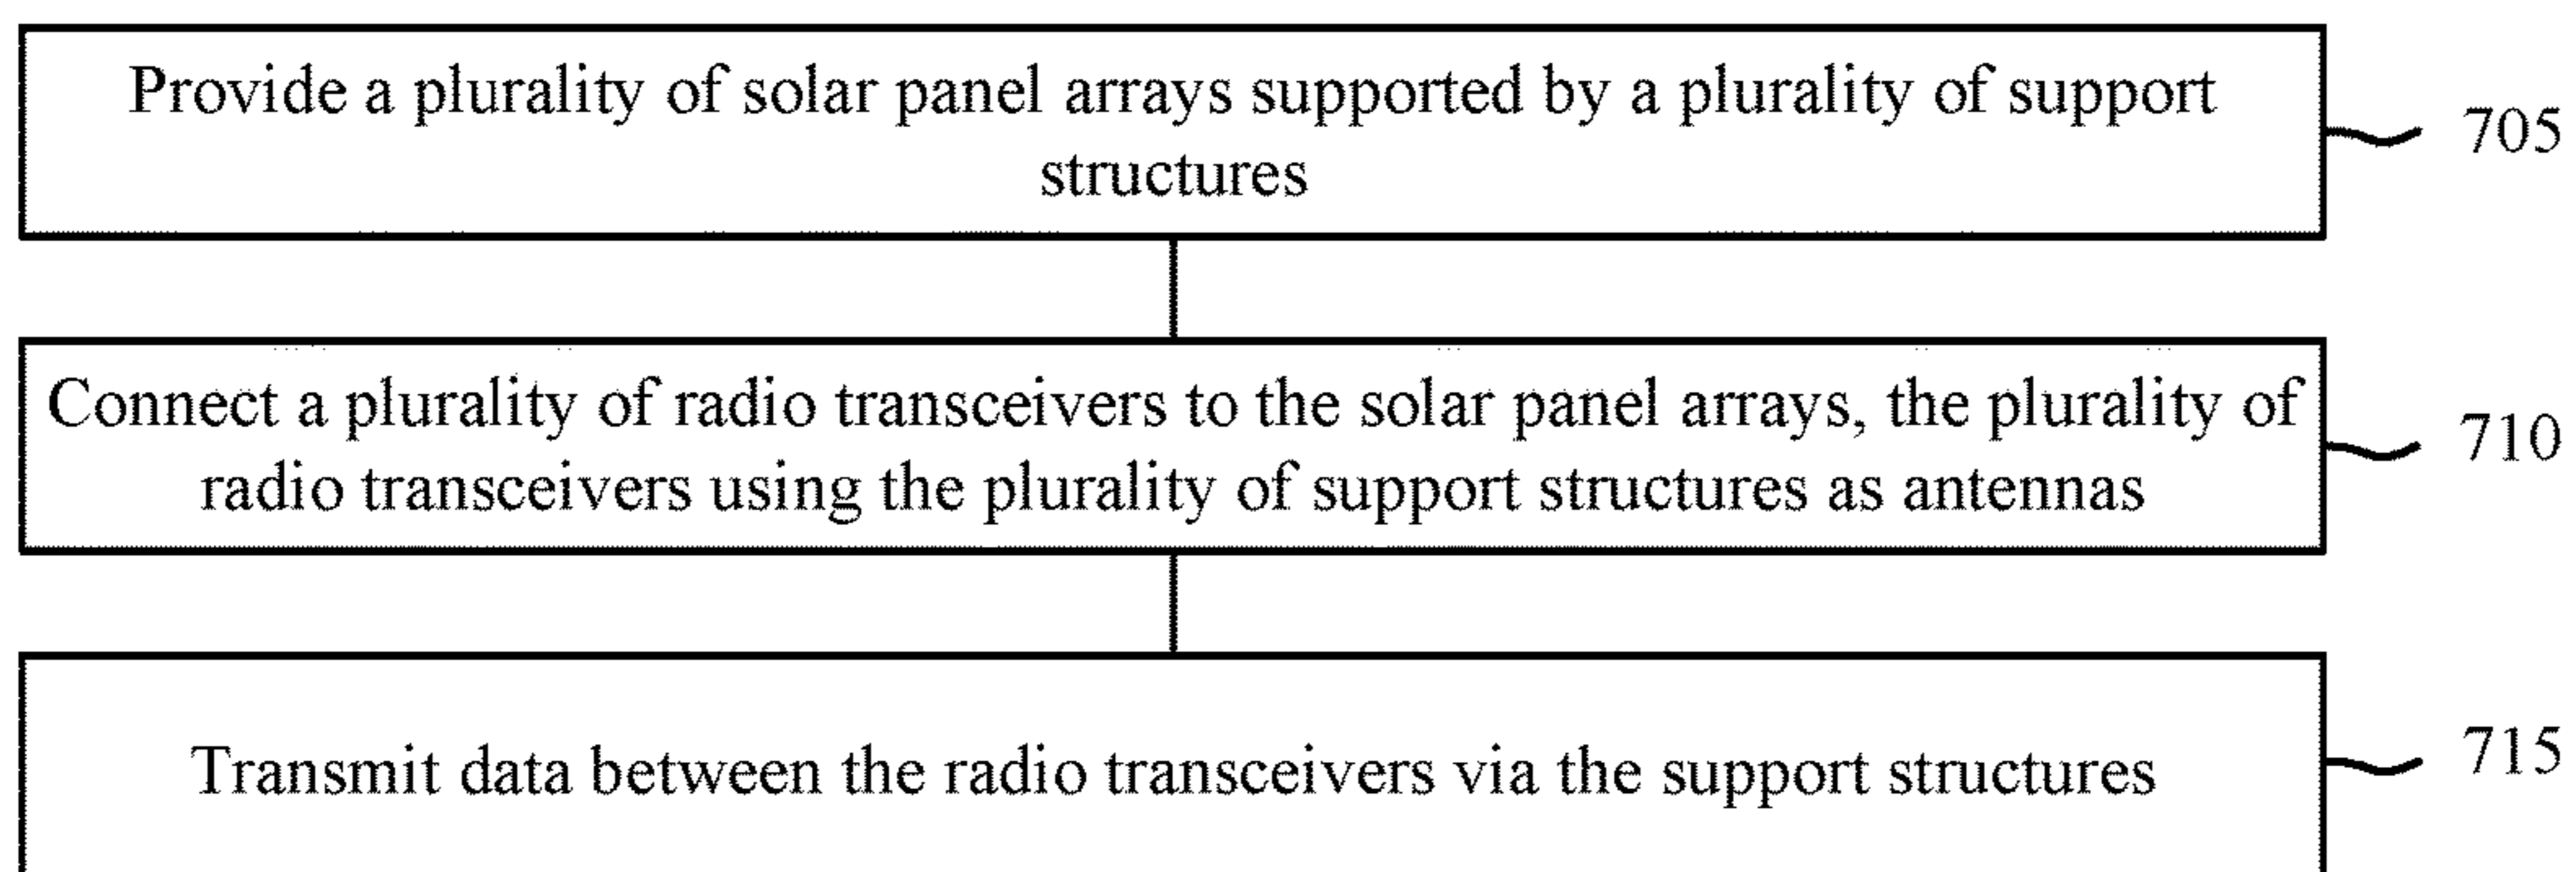 Provide a plurality of solar panel arrays supported by a plurality of support
structures
705
Connect a plurality of radio transceivers to the solar panel arrays, the plurality of
radio transceivers using the plurality of support structures as antennas
710
Transmit data between the radio transceivers via the support structures
715